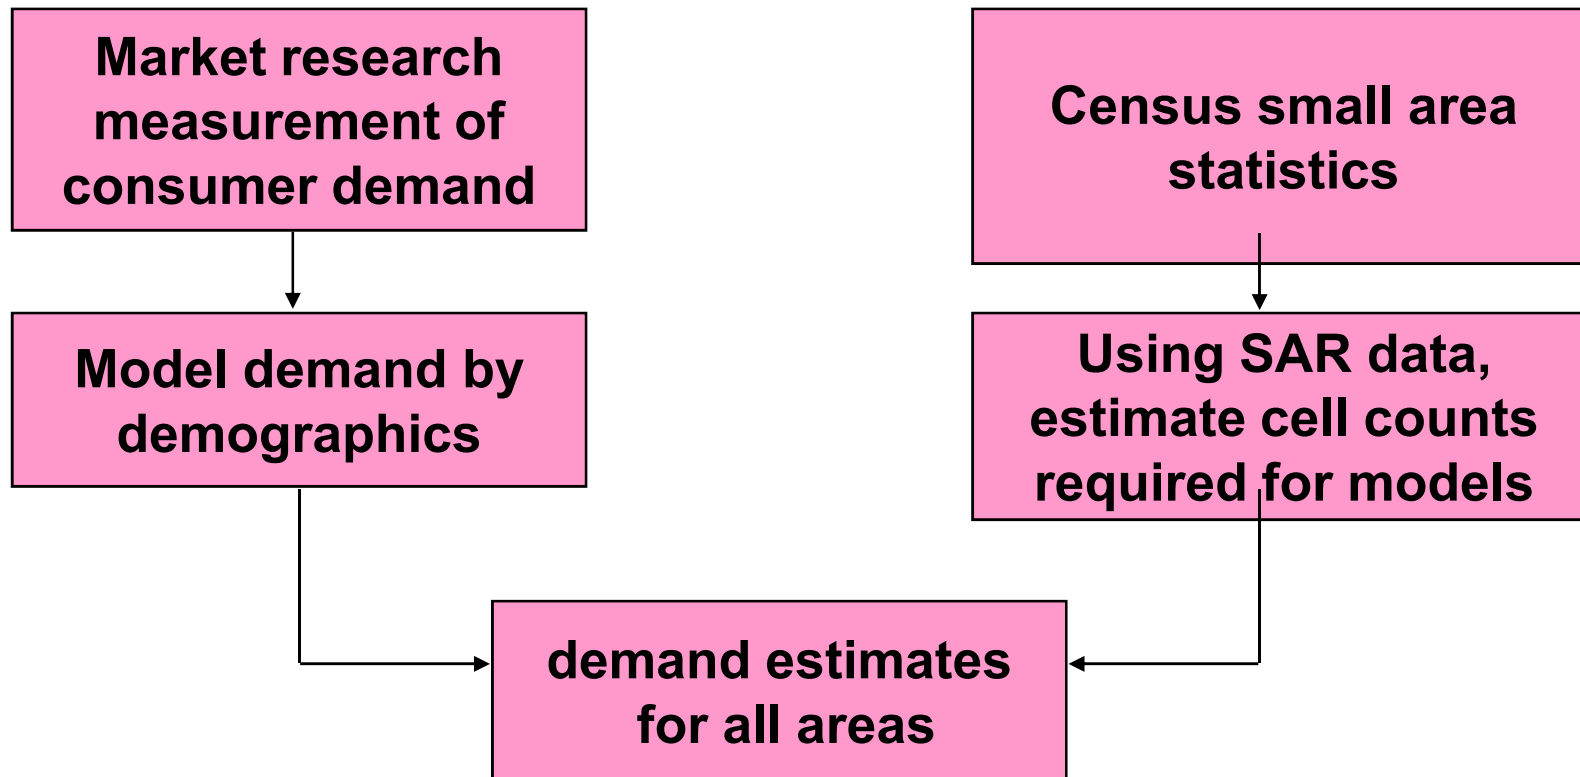 Market research
measurement of
consumer demand
Census small area
statistics
Model demand by
demographics
Using SAR data,
estimate cell counts
required for models
demand estimates
for all areas